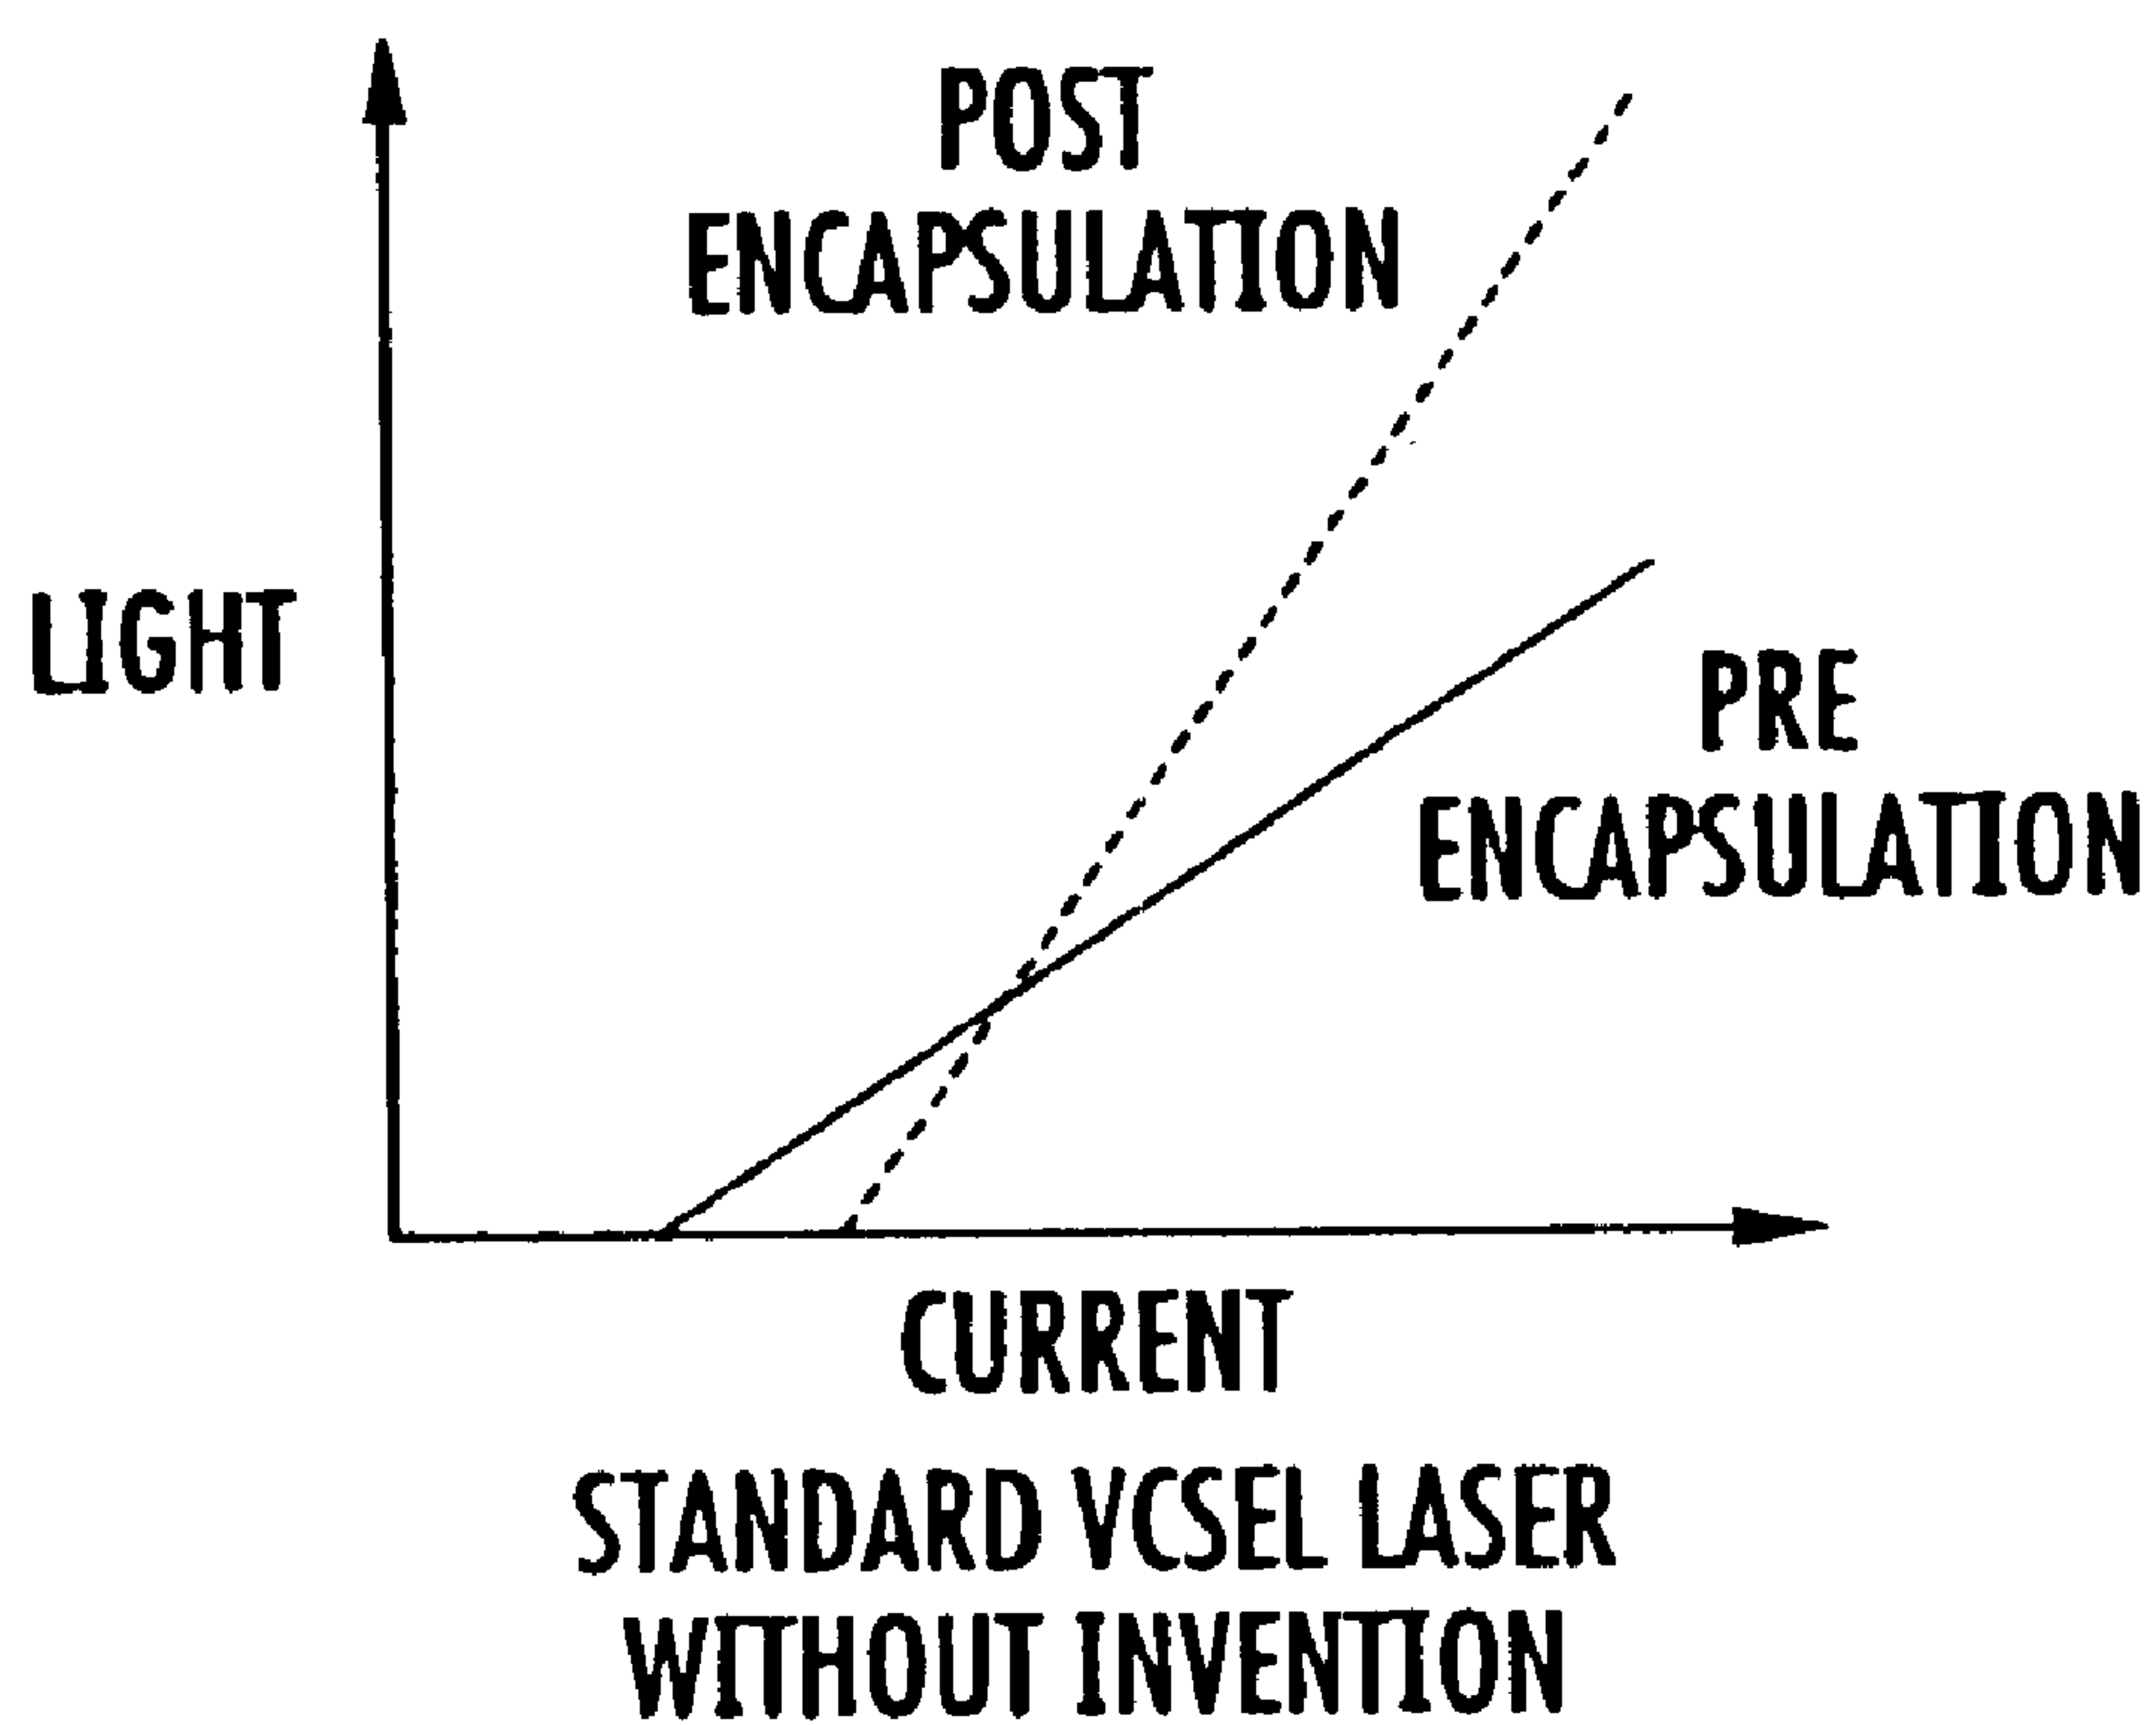 POST
ENCAPSULATION
LIGHT
PRE
ENCAPSULATION
CURRENT
STANDARD VCSEL LASER
WITHOUT INVENTION